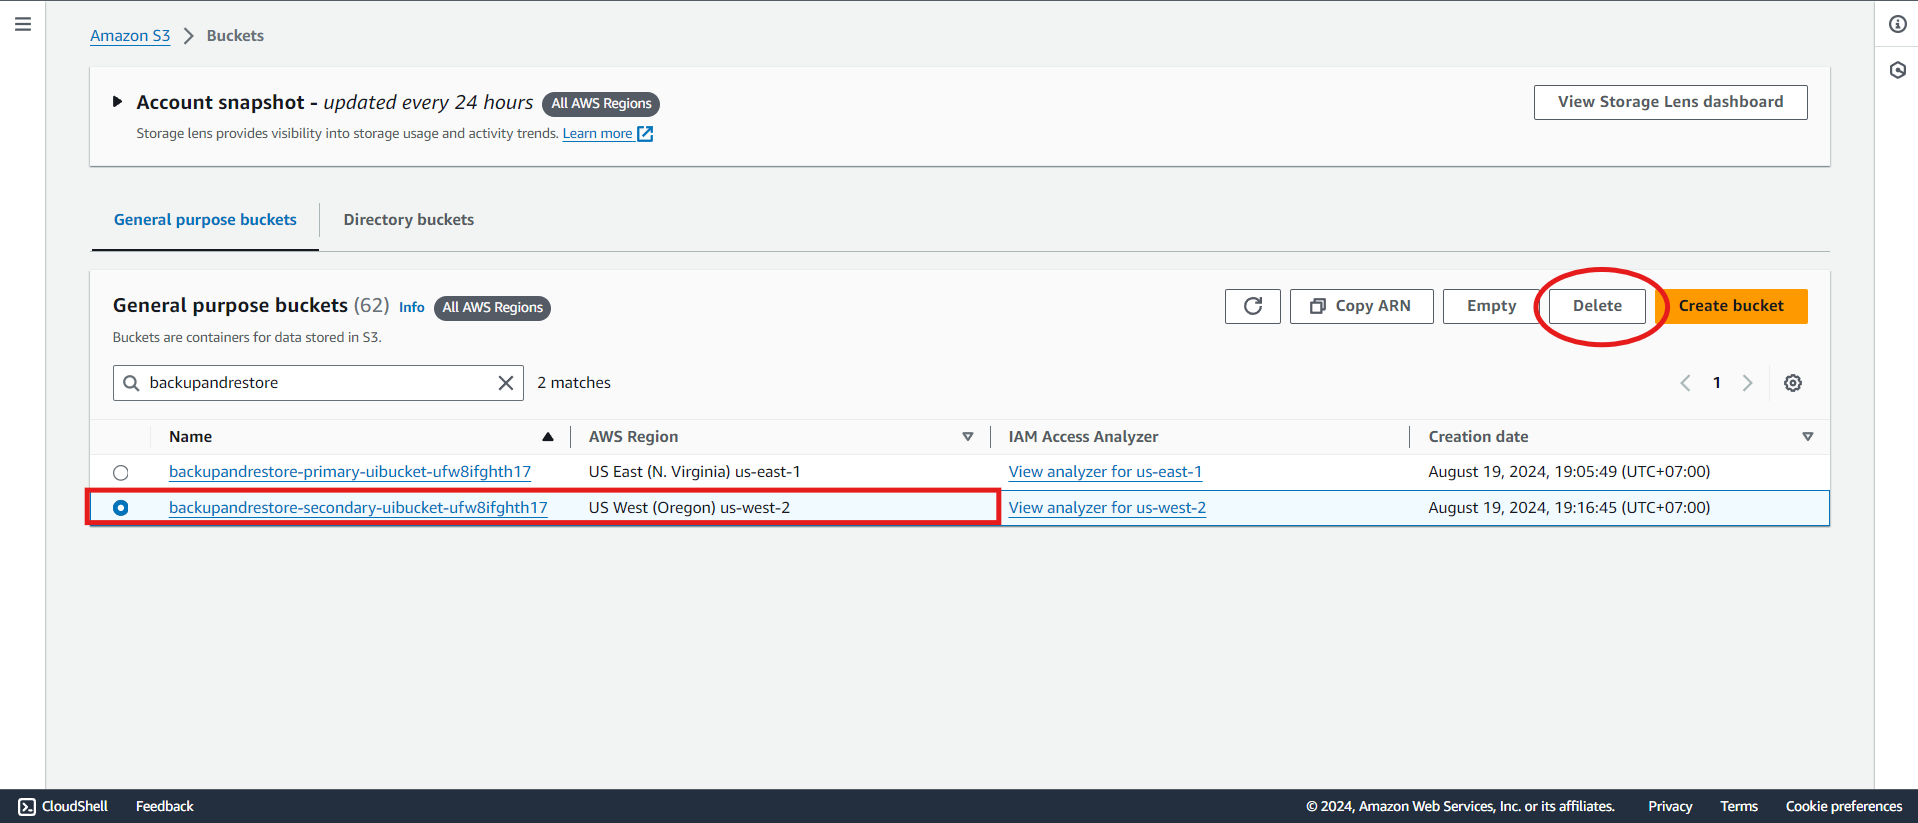 Amazon S3 > Buckets
Account snapshot - updated every 24 hours All AWS Regions
View Storage Lens dashboard
Storage lens provides visibility into storage usage and activity trends. Learn more
General purpose buckets
Directory buckets
General purpose buckets (62) Info All AWS Regions
Copy ARN
Empty
Delete
Create bucket
Buckets are containers for data stored in S3.
backupandrestore
2 matches
1
Name
AWS Region
IAM Access Analyzer
Creation date
backupandrestore-primary-uibucket-ufw8ifghth17 US East (N. Virginia) us-east-1 View analyzer for us-east-1 August 19, 2024, 19:05:49 (UTC+07:00)
backupandrestore-secondary-uibucket-ufw8ifghth17 US West (Oregon) us-west-2 View analyzer for us-west-2 August 19, 2024, 19:16:45 (UTC+07:00)
CloudShell
Feedback
© 2024, Amazon Web Services, Inc. or its affiliates.
Privacy
Terms
Cookie preferences